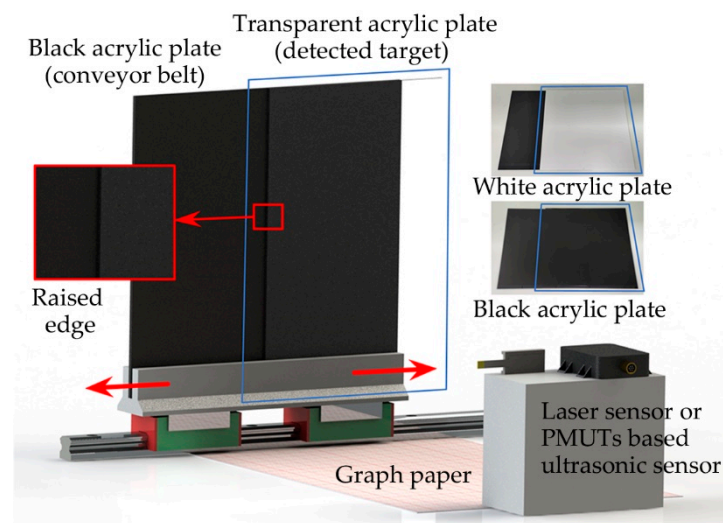 Transparent acrylic plate
(detected target)
Black acrylic plate
(conveyor belt)
White acrylic plate
Raised
edge
Black acrylic plate
Laser sensor or
PMUTs based
ultrasonic sensor
Graph paper